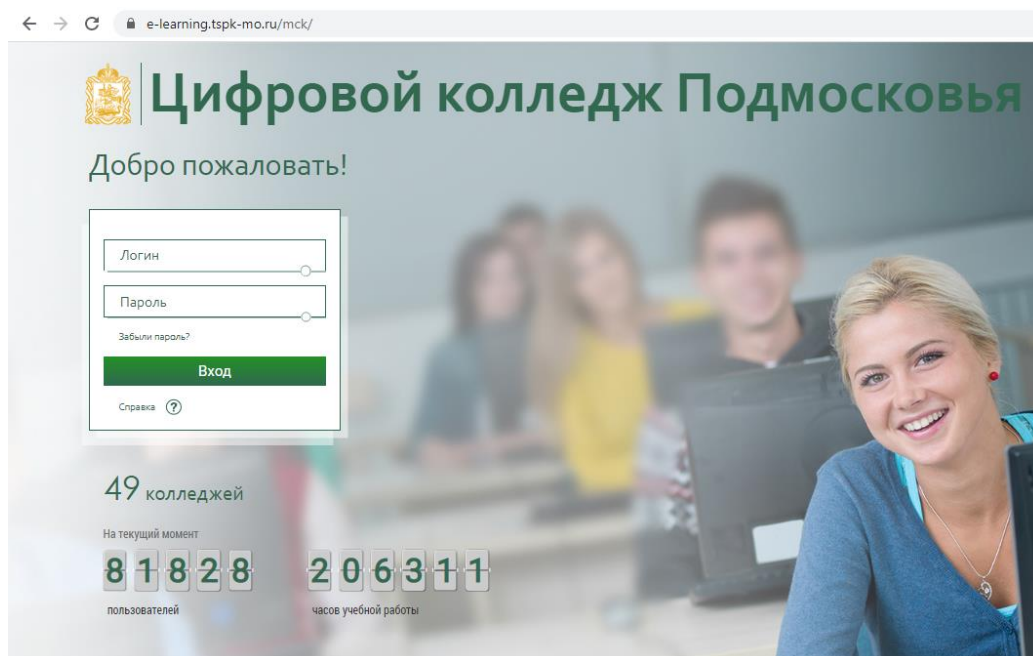 e-learning.tspk-mo.ru/mck/
Цифровой колледж Подмосковья
Добро пожаловать!
Логин
Пароль
Забыли пароль?
Вход
Справка ?
49 колледжей
На текущий момент
81828 206311
пользователей часов учебной работы